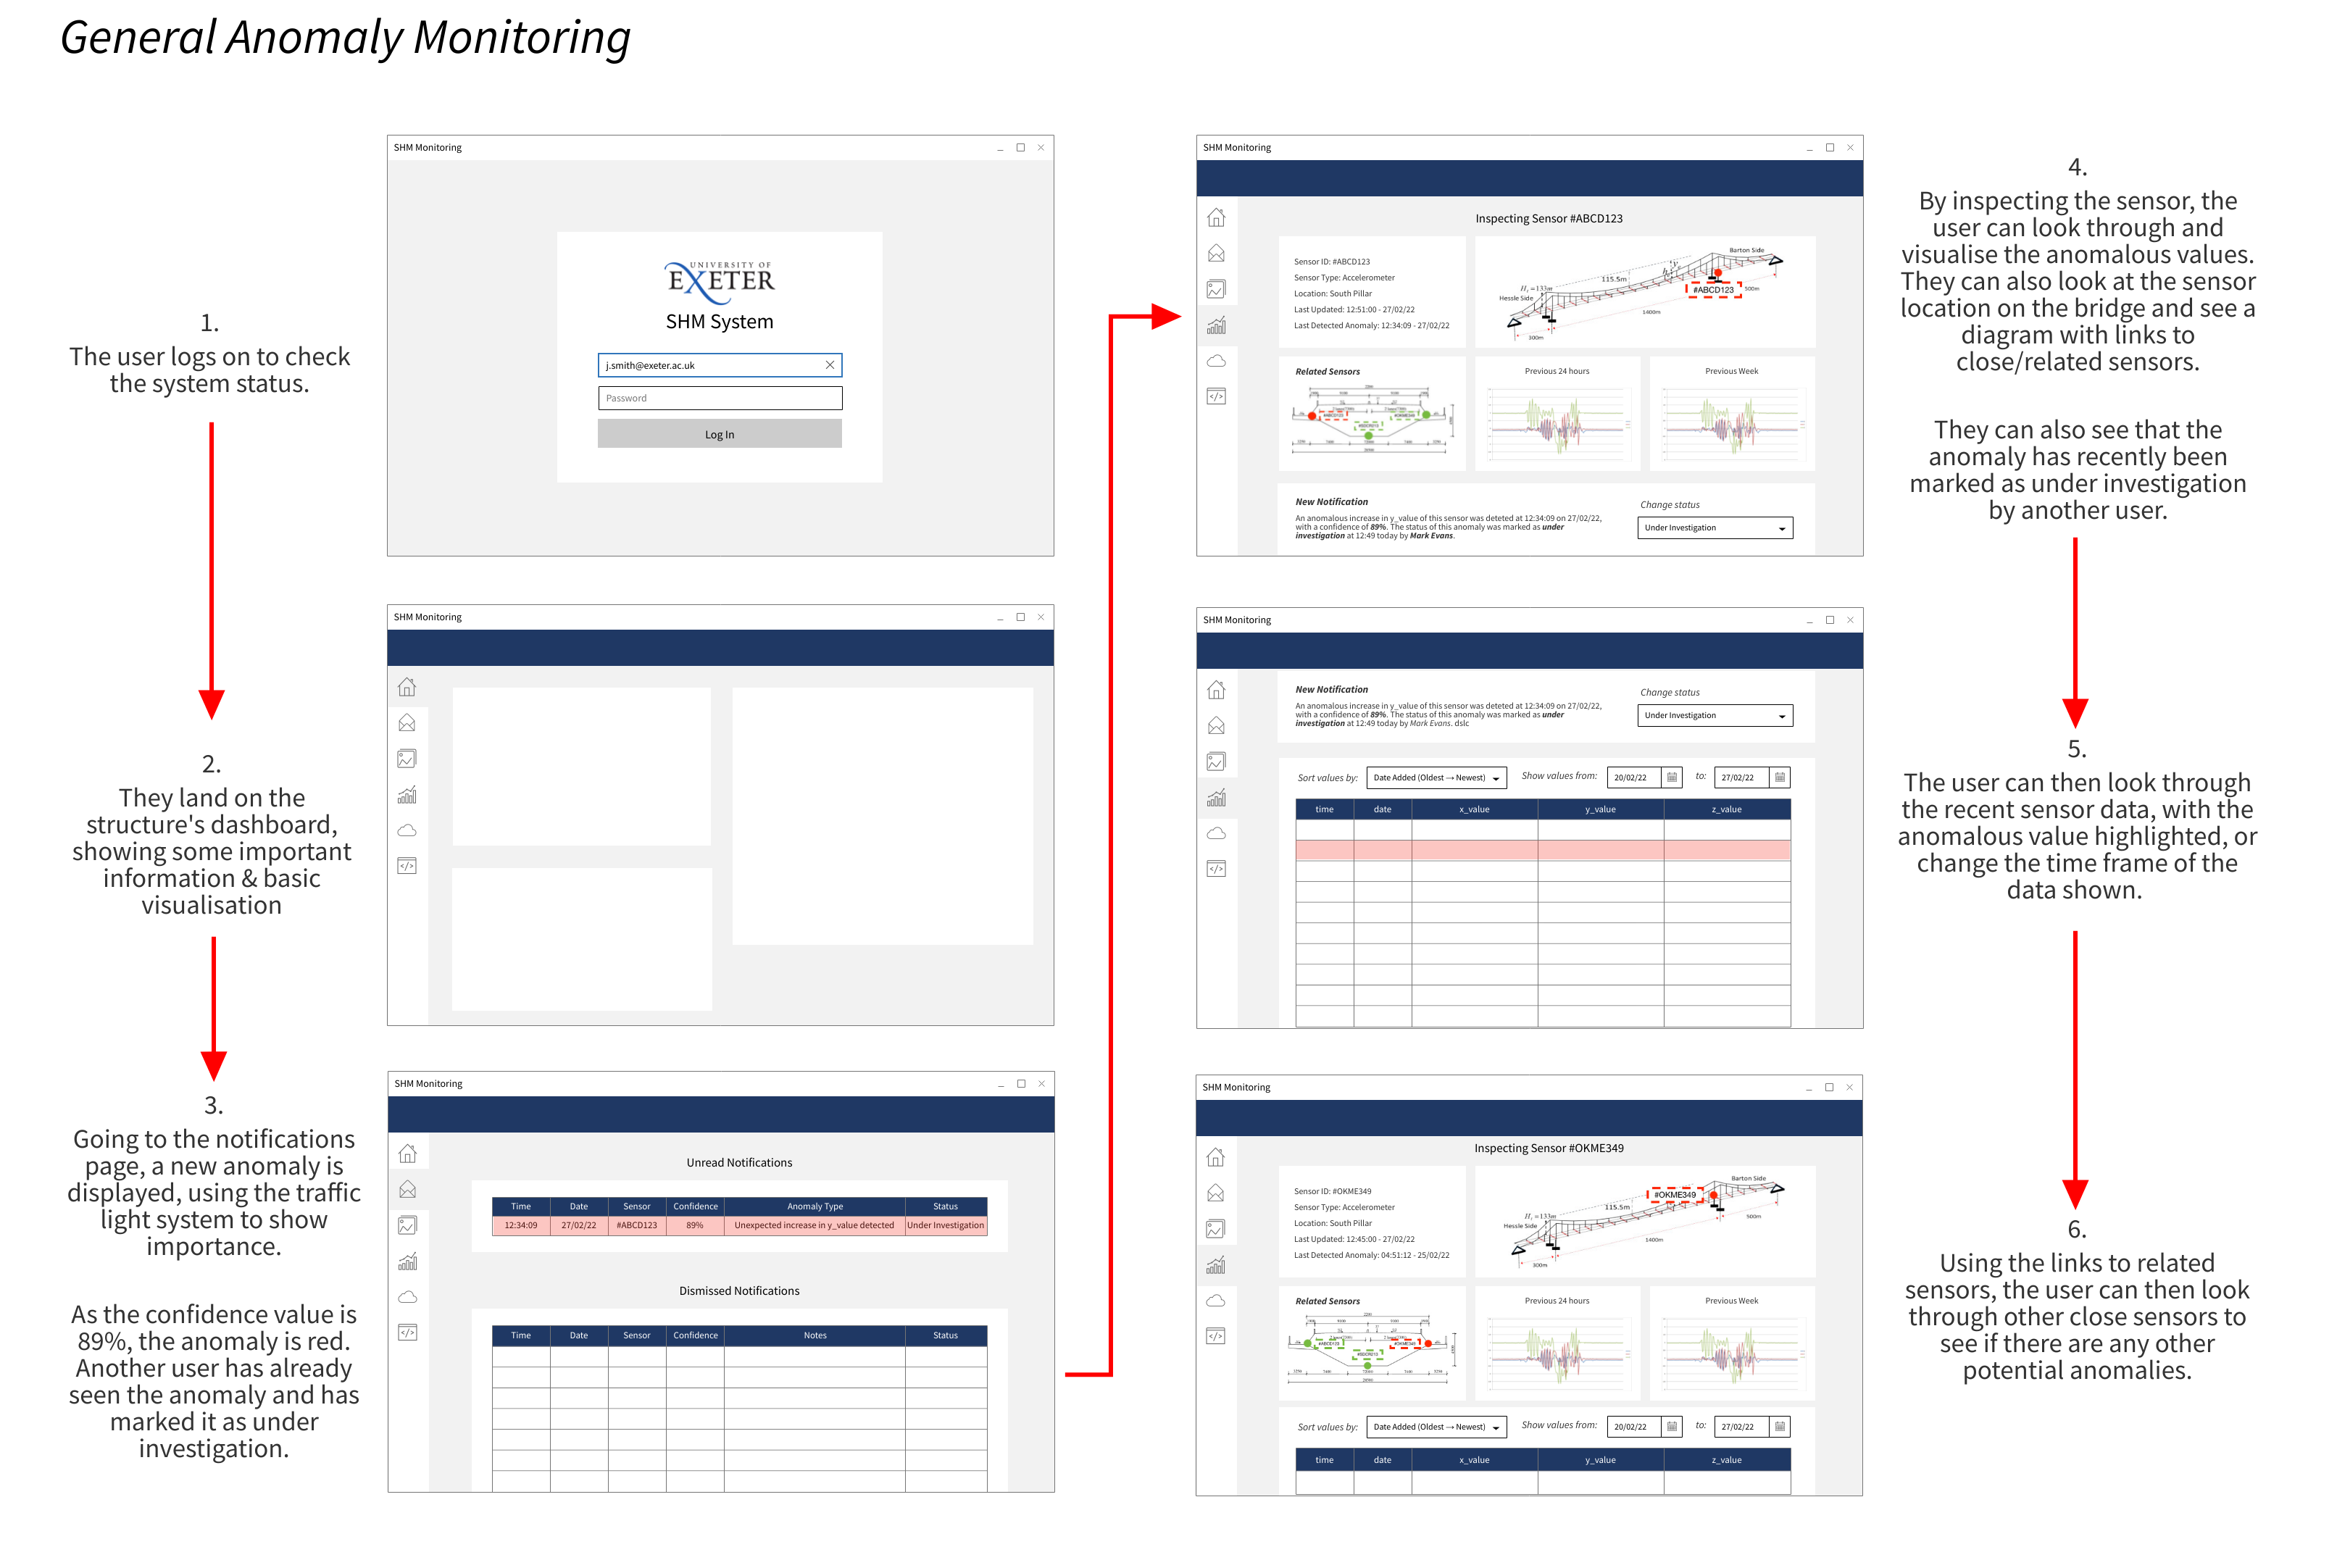 General Anomaly Monitoring
1.
The user logs on to check
the system status.
SHM Monitoring
UNIVERSITY OF
EXETER
SHM System
j.smith@exeter.ac.uk
Password
Log In
2.
They land on the
structure's dashboard,
showing some important
information & basic
visualisation
SHM Monitoring
3.
Going to the notifications
page, a new anomaly is
displayed, using the traffic
light system to show
importance.
As the confidence value is
89%, the anomaly is red.
Another user has already
seen the anomaly and has
marked it as under
investigation.
SHM Monitoring
Unread Notifications
Time Date Sensor Confidence Anomaly Type Status
12:34:09 27/02/22 #ABCD123 89% Unexpected increase in y_value detected Under Investigation
Dismissed Notifications
Time Date Sensor Confidence Notes Status
SHM Monitoring
Inspecting Sensor #ABCD123
Sensor ID: #ABCD123
Sensor Type: Accelerometer
Location: South Pillar
Last Updated: 12:51:00 - 27/02/22
Last Detected Anomaly: 12:34:09 - 27/02/22
Barton Side
115.5m
#ABCD123
500m
Hessle Side
1400m
300m
Related Sensors
Previous 24 hours
Previous Week
New Notification
An anomalous increase in y_value of this sensor was deteted at 12:34:09 on 27/02/22,
with a confidence of 89%. The status of this anomaly was marked as under
investigation at 12:49 today by Mark Evans.
Change status
Under Investigation
4.
By inspecting the sensor, the
user can look through and
visualise the anomalous values.
They can also look at the sensor
location on the bridge and see a
diagram with links to
close/related sensors.
They can also see that the
anomaly has recently been
marked as under investigation
by another user.
SHM Monitoring
New Notification
An anomalous increase in y_value of this sensor was deteted at 12:34:09 on 27/02/22,
with a confidence of 89%. The status of this anomaly was marked as under
investigation at 12:49 today by Mark Evans. dslc
Change status
Under Investigation
Sort values by: Date Added (Oldest → Newest) Show values from: 20/02/22 to: 27/02/22
time date x_value y_value z_value
5.
The user can then look through
the recent sensor data, with the
anomalous value highlighted, or
change the time frame of the
data shown.
SHM Monitoring
Inspecting Sensor #OKME349
Sensor ID: #OKME349
Sensor Type: Accelerometer
Location: South Pillar
Last Updated: 12:45:00 - 27/02/22
Last Detected Anomaly: 04:51:12 - 25/02/22
Barton Side
#OKME349
115.5m
500m
Hessle Side
1400m
300m
Related Sensors
Previous 24 hours
Previous Week
Sort values by: Date Added (Oldest → Newest) Show values from: 20/02/22 to: 27/02/22
time date x_value y_value z_value
6.
Using the links to related
sensors, the user can then look
through other close sensors to
see if there are any other
potential anomalies.